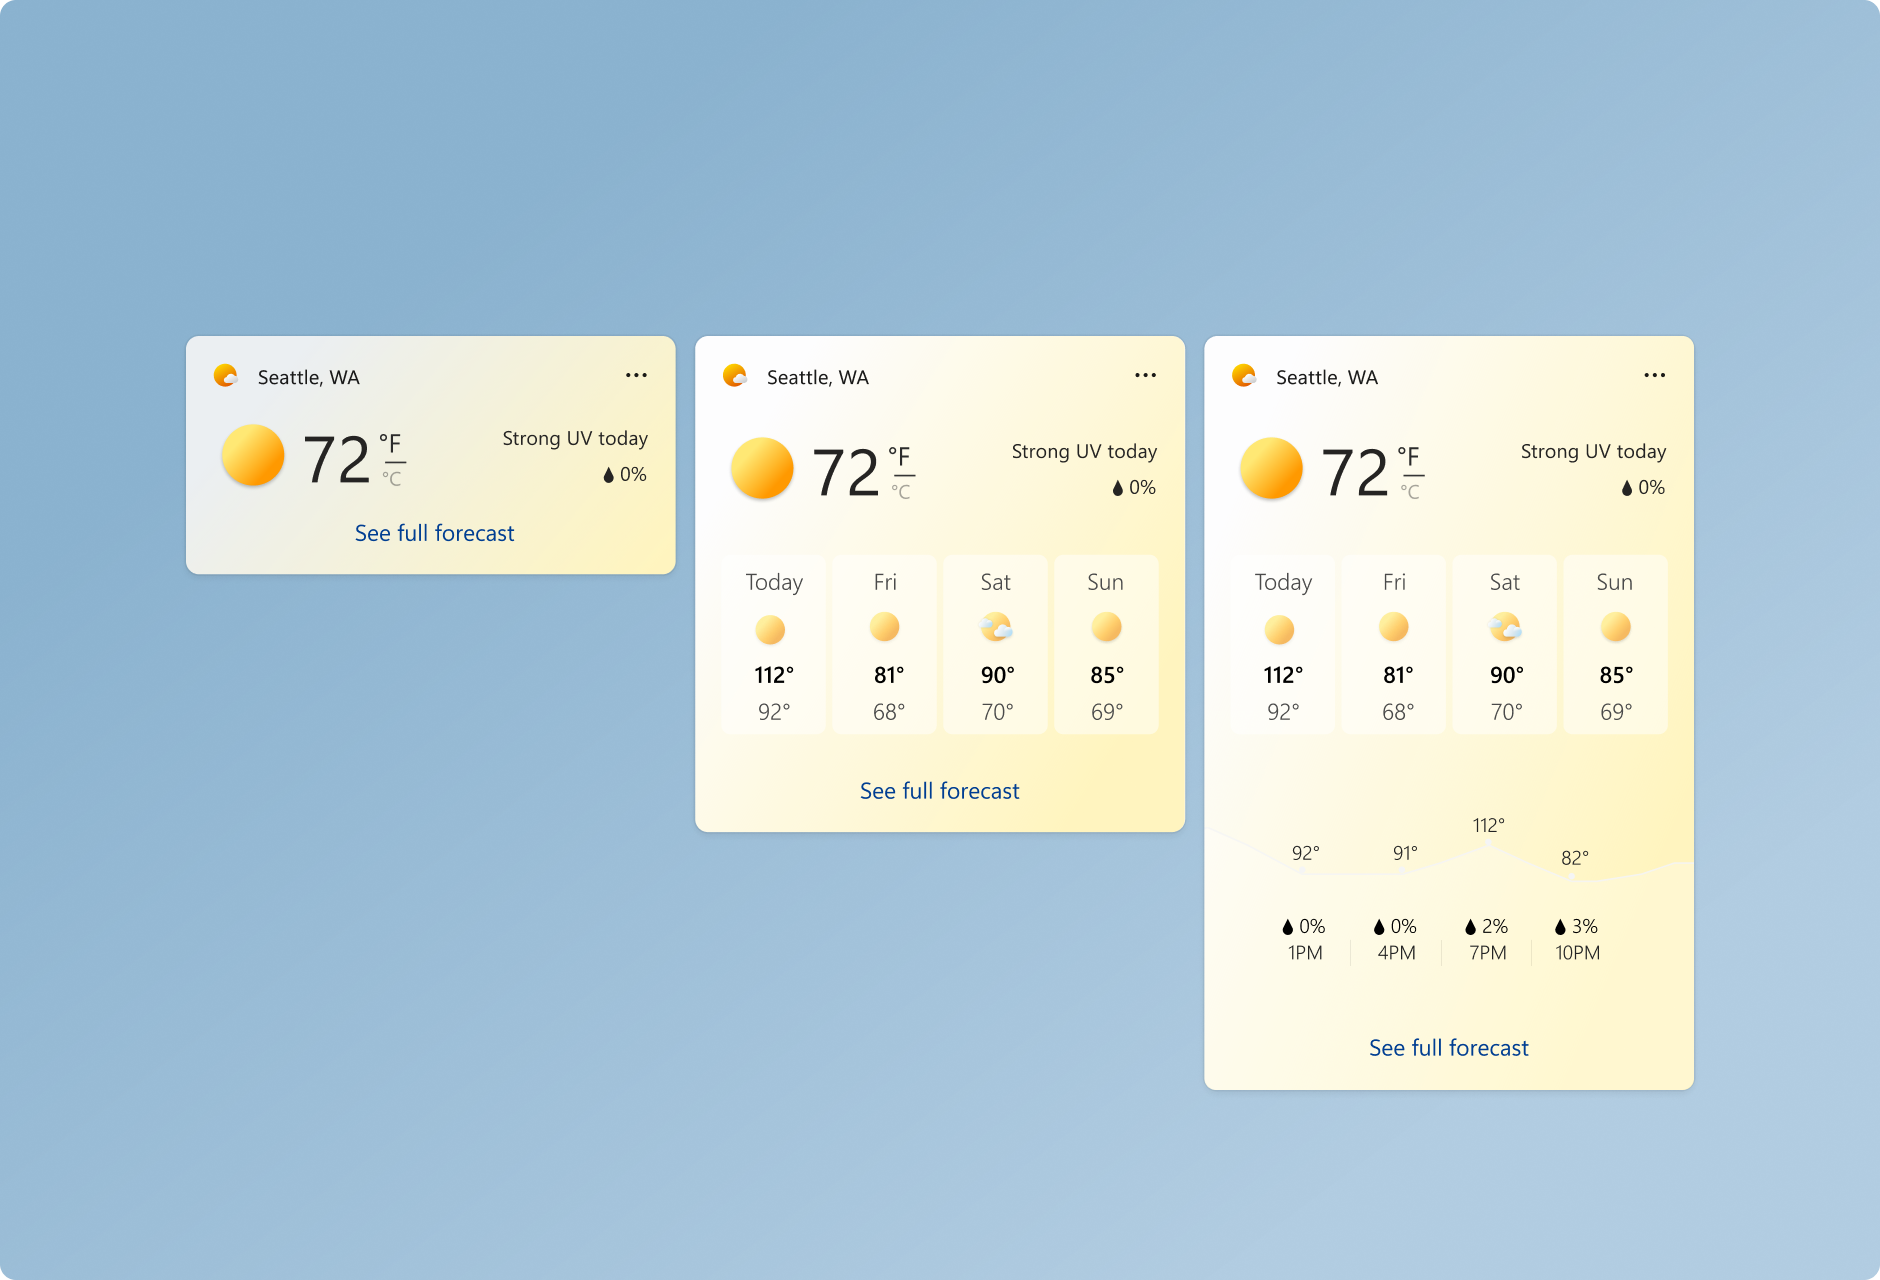 Seattle, WA
72 °F
°C
Strong UV today
0%
See full forecast
Seattle, WA
72 °F
°C
Strong UV today
0%
Today Fri Sat Sun
112° 81° 90° 85°
92° 68° 70° 69°
See full forecast
Seattle, WA
72 °F
°C
Strong UV today
0%
Today Fri Sat Sun
112° 81° 90° 85°
92° 68° 70° 69°
92° 91° 112° 82°
0% 0% 2% 3%
1PM 4PM 7PM 10PM
See full forecast